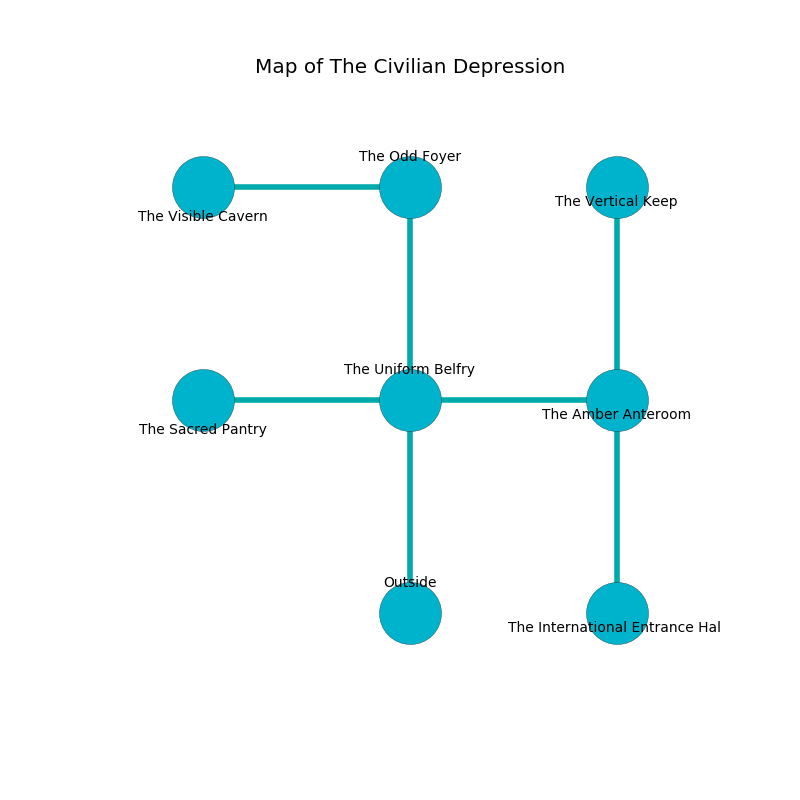 Map of The Civilian Depression
The Odd Foyer
The Vertical Keep
The Visible Cavern
The Uniform Belfry
The Amber Anteroom
The Sacred Pantry
Outside
The International Entrance Hal